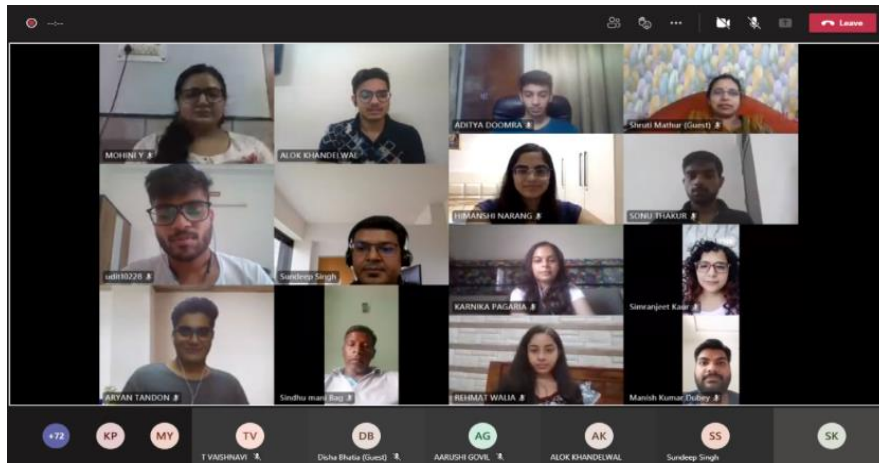 --:--
Leave
MOHINI Y
ALOK KHANDELWAL
ADITYA DOOMRA
Shruti Mathur (Guest)
udit10228
Sundeep Singh
HIMANSHI NARANG
SONU THAKUR
KARNIKA PAGARIA
Simranjeet Kaur
ARYAN TANDON
Sindhu mani Bag
REHMAT WALIA
Manish Kumar Dubey
+72
KP
MY
TV
DB
AG
AK
SS
SK
T VAISHNAVI
Disha Bhatia (Guest)
AARUSHI GOVIL
ALOK KHANDELWAL
Sundeep Singh